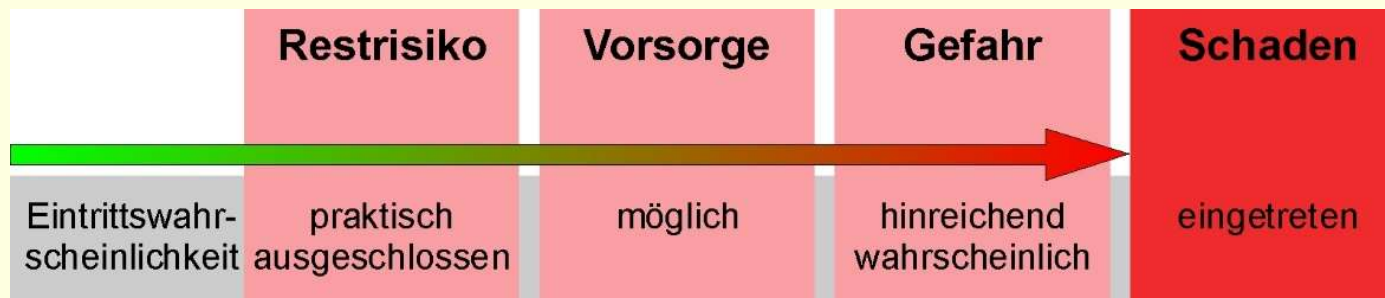 Restrisiko Vorsorge Gefahr Schaden
Eintrittswahr- praktisch möglich hinreichend eingetreten
scheinlichkeit ausgeschlossen wahrscheinlich